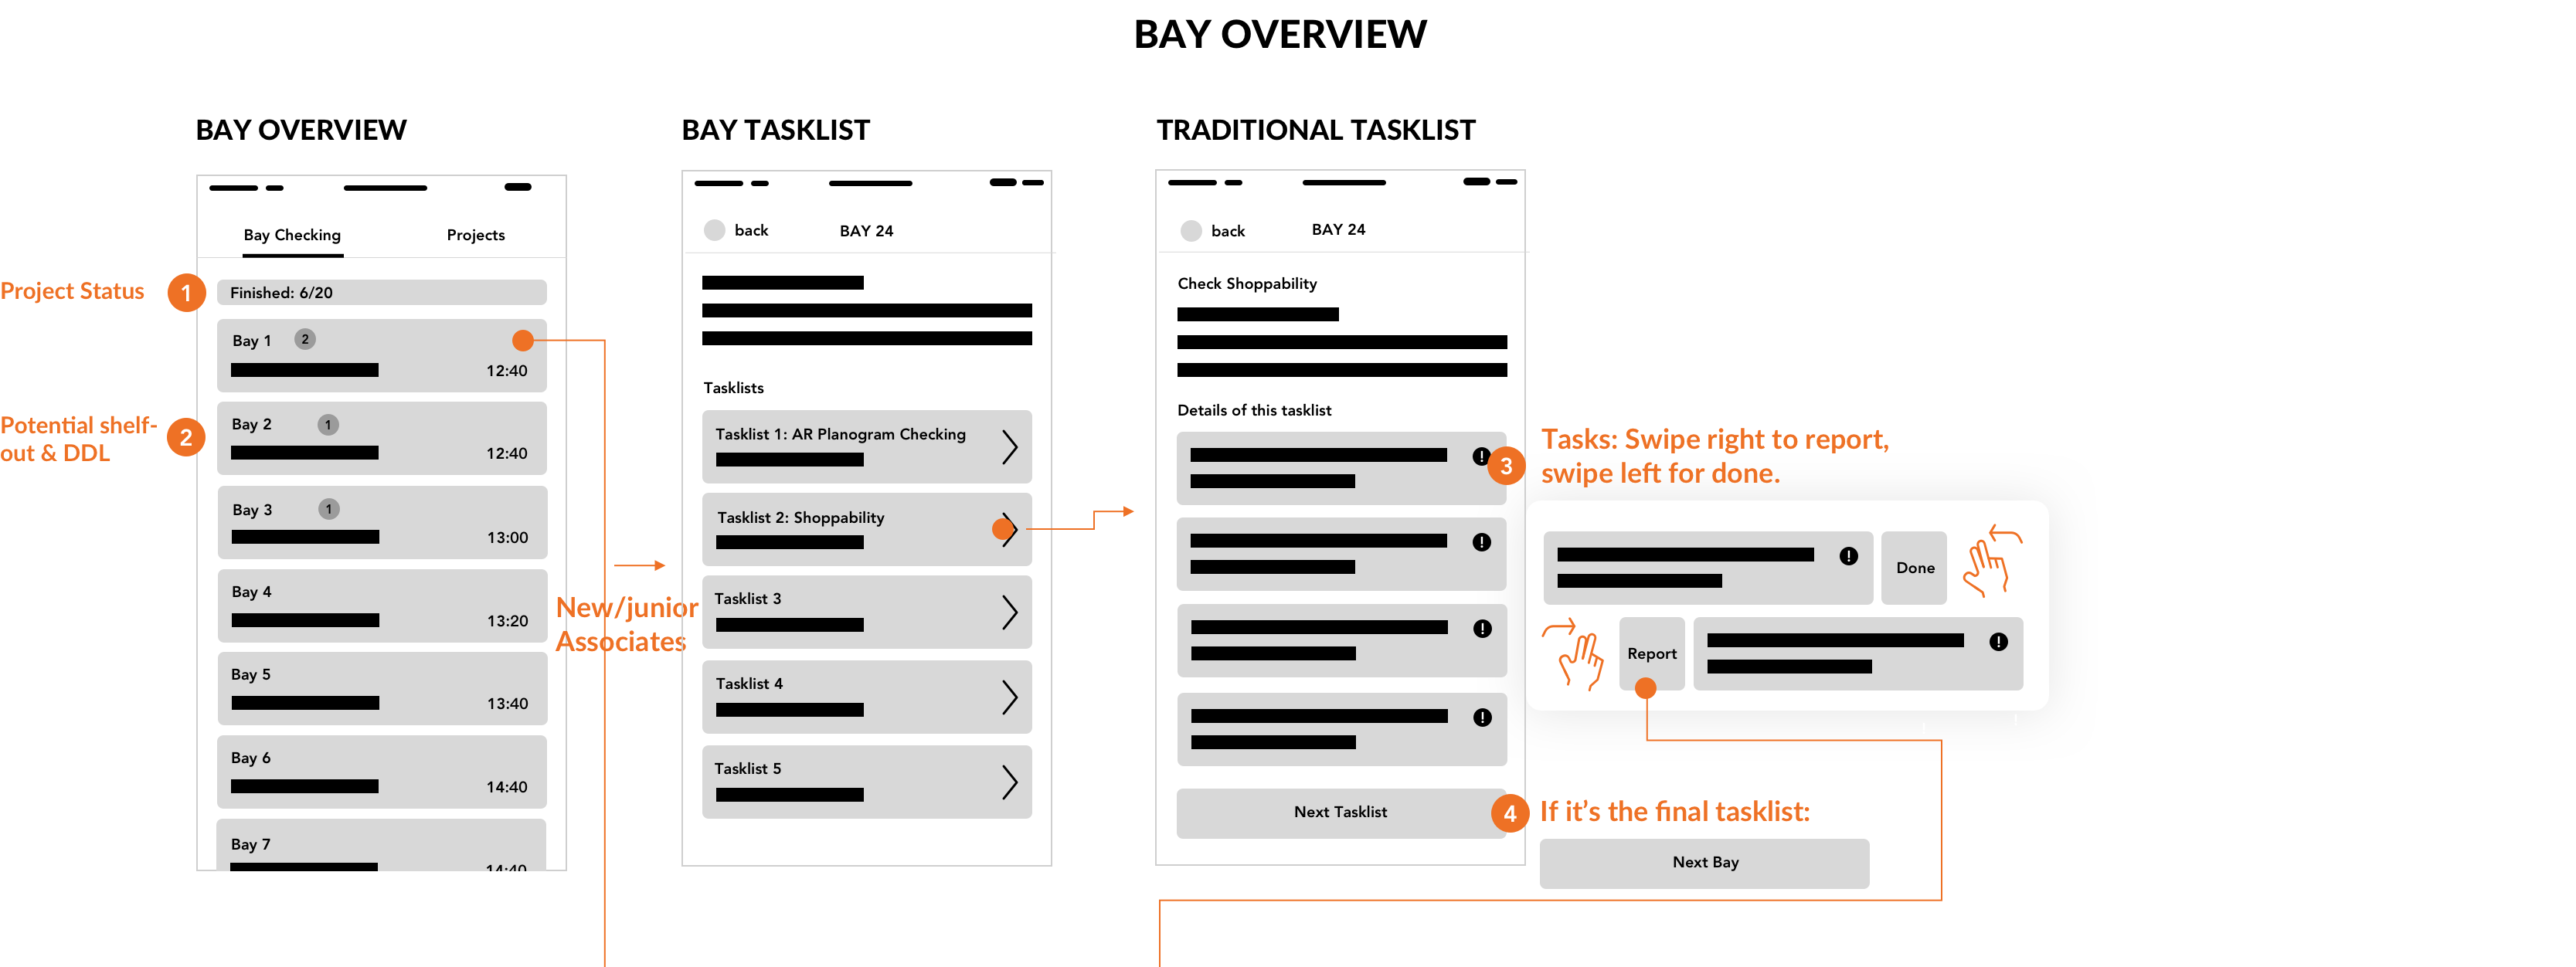 BAY OVERVIEW
BAY OVERVIEW
Bay Checking
Projects
Project Status
1
Finished: 6/20
Bay 1
2
12:40
Potential shelf-
out & DDL
2
Bay 2
1
12:40
Bay 3
1
13:00
Bay 4
13:20
Bay 5
13:40
Bay 6
14:40
Bay 7
14:40
New/junior
Associates
BAY TASKLIST
back
BAY 24
Tasklists
Tasklist 1: AR Planogram Checking
Tasklist 2: Shoppability
Tasklist 3
Tasklist 4
Tasklist 5
TRADITIONAL TASKLIST
back
BAY 24
Check Shoppability
Details of this tasklist
!
!
!
!
Next Tasklist
3
Tasks: Swipe right to report,
swipe left for done.
!
Done
Report
!
4
If it’s the final tasklist:
Next Bay